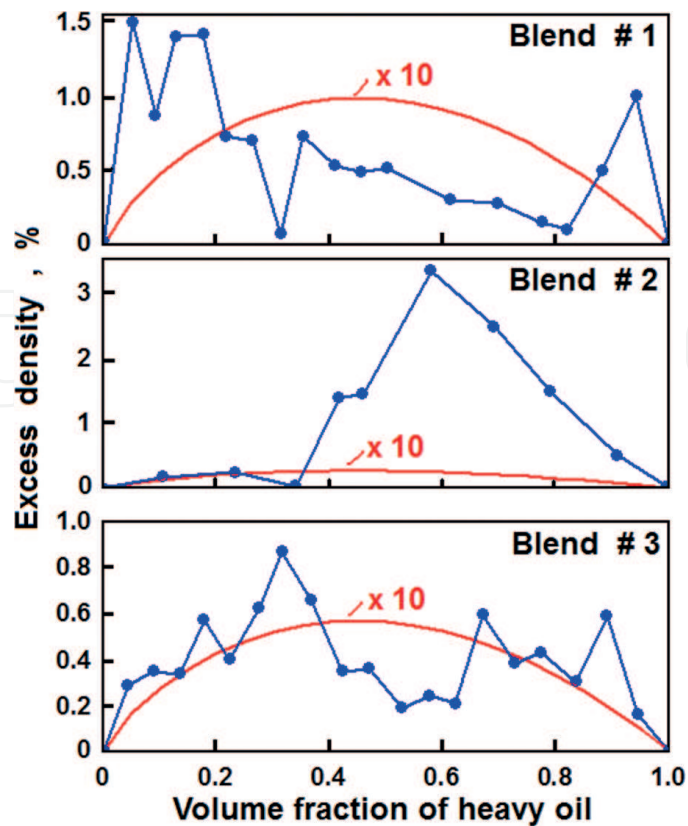 Blend # 1
1.5
x 10
1.0
0.5
0
Blend # 2
3
2
x 10
1
0
Excess density , %
1.0
Blend # 3
0.8
x 10
0.6
0.4
0.2
0
0 0.2 0.4 0.6 0.8 1.0
Volume fraction of heavy oil